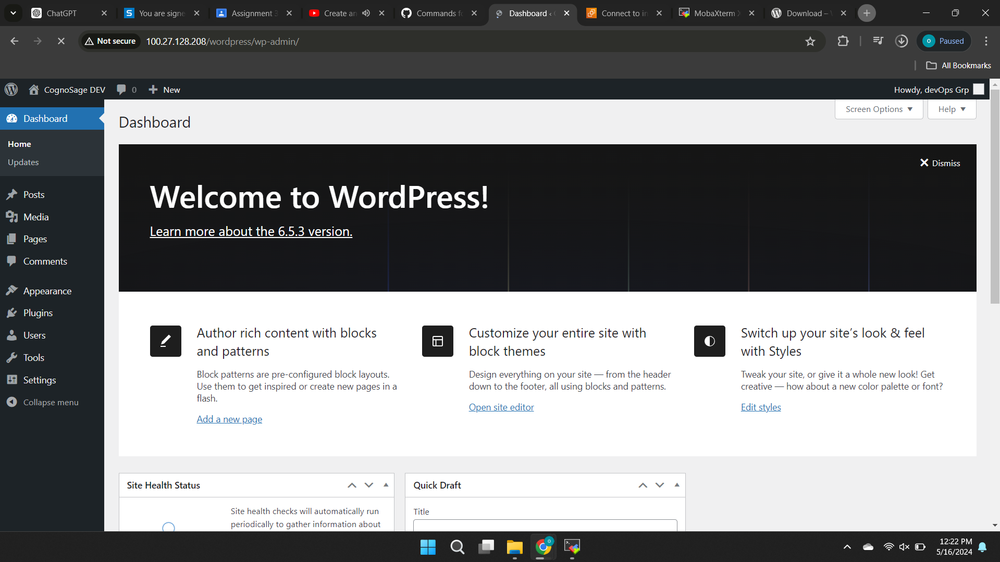 ChatGPT
You are signe
Assignment 3
Create an
Commands fo
Dashboard ‹
Connect to in
MobaXterm
Download –
Not secure
100.27.128.208/wordpress/wp-admin/
Paused
All Bookmarks
CognoSage DEV
0
New
Howdy, devOps Grp
Screen Options
Help
Dashboard
Home
Updates
Posts
Media
Pages
Comments
Appearance
Plugins
Users
Tools
Settings
Collapse menu
Dashboard
Dismiss
Welcome to WordPress!
Learn more about the 6.5.3 version.
Author rich content with blocks
and patterns
Block patterns are pre-configured block layouts.
Use them to get inspired or create new pages in a
flash.
Add a new page
Customize your entire site with
block themes
Design everything on your site — from the header
down to the footer, all using blocks and patterns.
Open site editor
Switch up your site’s look & feel
with Styles
Tweak your site, or give it a whole new look! Get
creative — how about a new color palette or font?
Edit styles
Site Health Status
Site health checks will automatically run
periodically to gather information about
Quick Draft
Title
12:22 PM
5/16/2024